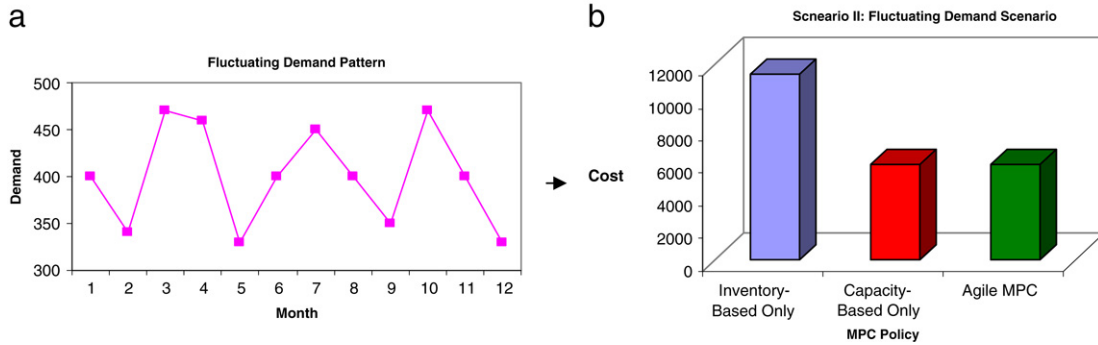 a
Fluctuating Demand Pattern
500
450
400
350
300
Demand
1 2 3 4 5 6 7 8 9 10 11 12
Month
b
Scneario II: Fluctuating Demand Scenario
Cost
12000
10000
8000
6000
4000
2000
0
Inventory-
Based Only
Capacity-
Based Only
Agile MPC
MPC Policy